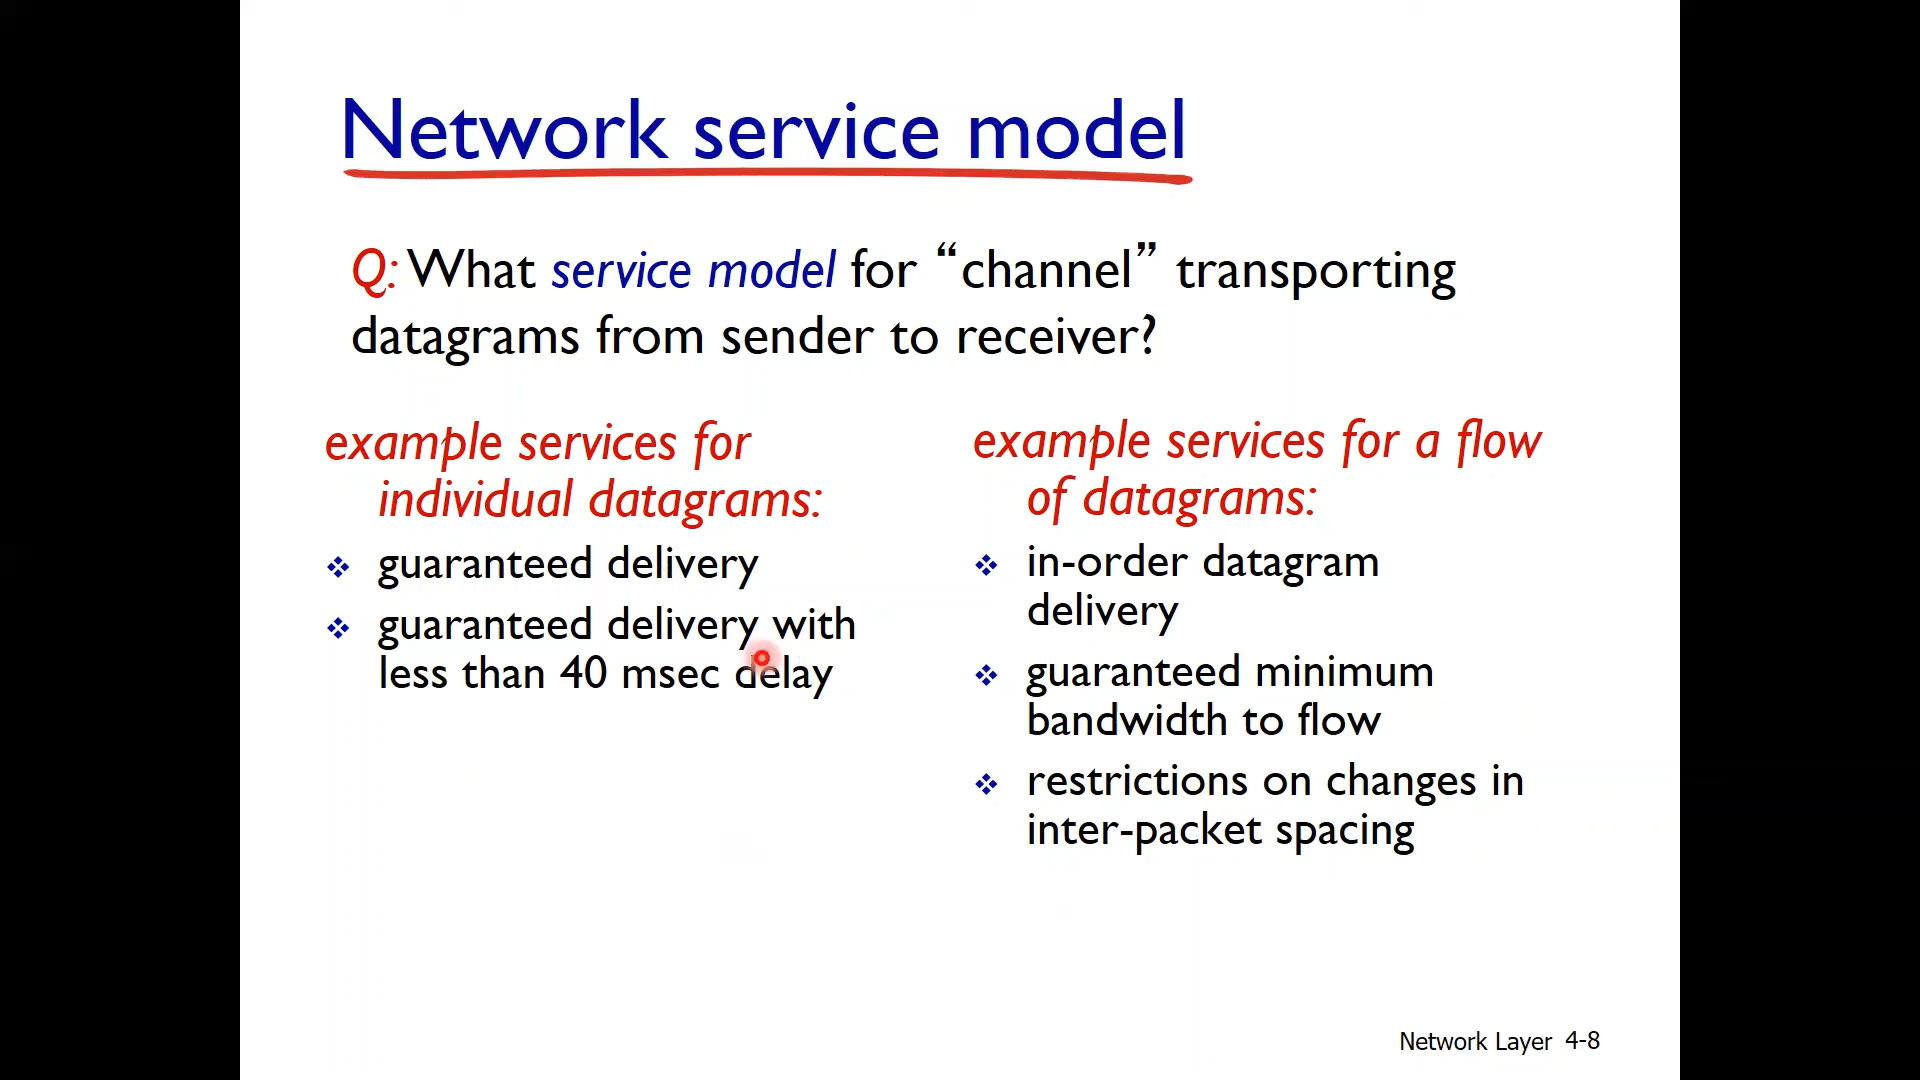 Network service model
Q: What service model for “channel” transporting
datagrams from sender to receiver?
example services for
individual datagrams:
❖ guaranteed delivery
❖ guaranteed delivery with
less than 40 msec delay
example services for a flow
of datagrams:
❖ in-order datagram
delivery
❖ guaranteed minimum
bandwidth to flow
❖ restrictions on changes in
inter-packet spacing
Network Layer 4-8